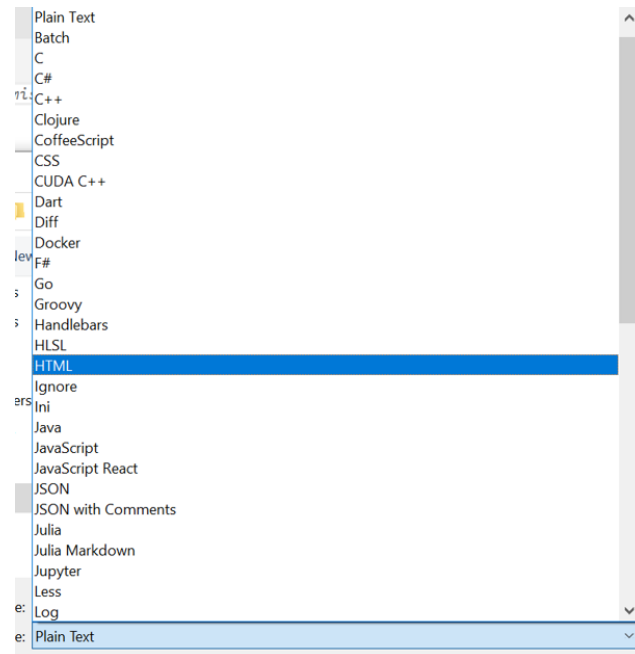 Plain Text
Batch
C
C#
C++
Clojure
CoffeeScript
CSS
CUDA C++
Dart
Diff
Docker
F#
Go
Groovy
Handlebars
HLSL
HTML
Ignore
ers
Ini
Java
JavaScript
JavaScript React
JSON
JSON with Comments
Julia
Julia Markdown
Jupyter
Less
e: Log
e: Plain Text